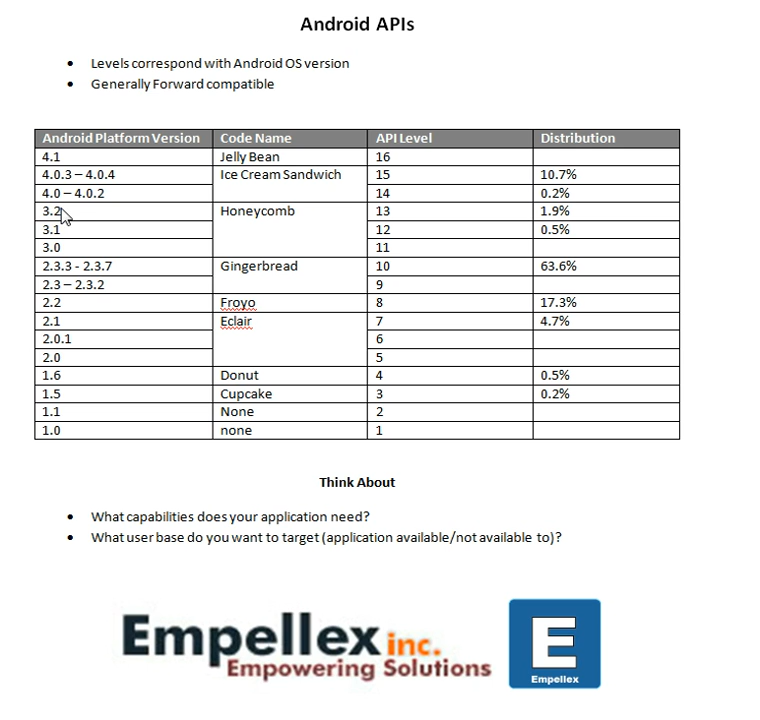 Android APIs
• Levels correspond with Android OS version
• Generally Forward compatible
Android Platform Version Code Name API Level Distribution
4.1 Jelly Bean 16
4.0.3 – 4.0.4 Ice Cream Sandwich 15 10.7%
4.0 – 4.0.2 14 0.2%
3.2 Honeycomb 13 1.9%
3.1 12 0.5%
3.0 11
2.3.3 - 2.3.7 Gingerbread 10 63.6%
2.3 – 2.3.2 9
2.2 Froyo 8 17.3%
2.1 Eclair 7 4.7%
2.0.1 6
2.0 5
1.6 Donut 4 0.5%
1.5 Cupcake 3 0.2%
1.1 None 2
1.0 none 1
Think About
• What capabilities does your application need?
• What user base do you want to target (application available/not available to)?
Empellex inc.
Empowering Solutions
E
Empellex